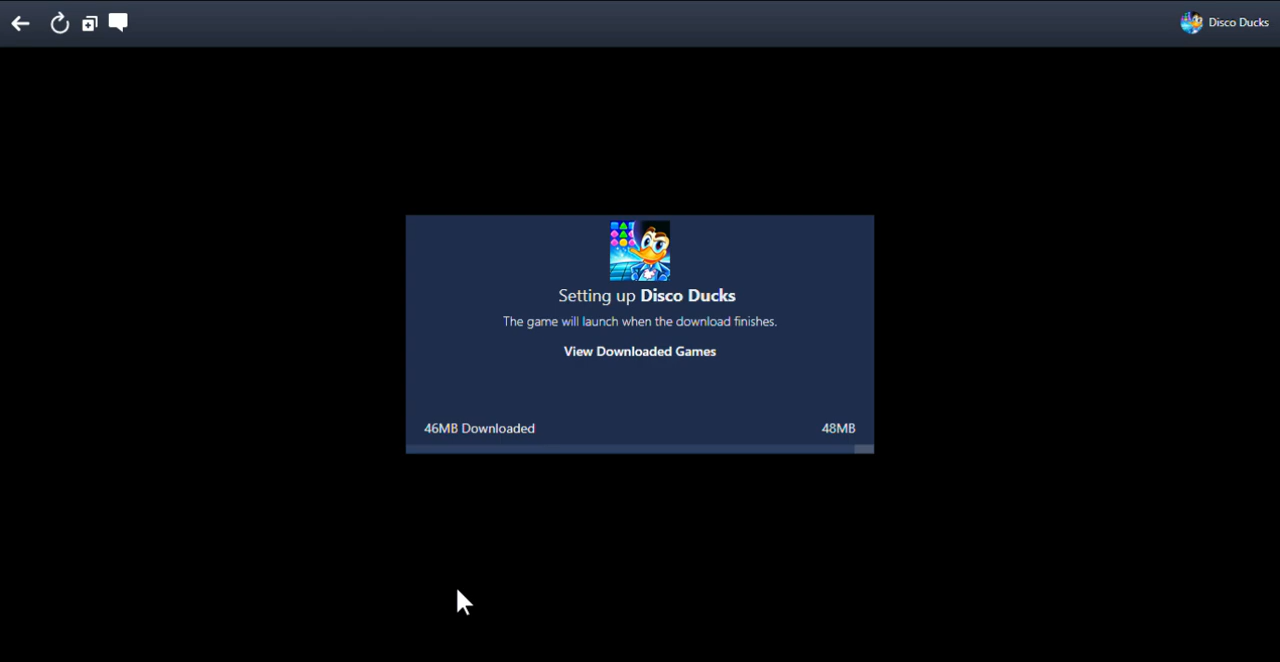 Disco Ducks
Setting up Disco Ducks
The game will launch when the download finishes.
View Downloaded Games
46MB Downloaded
48MB